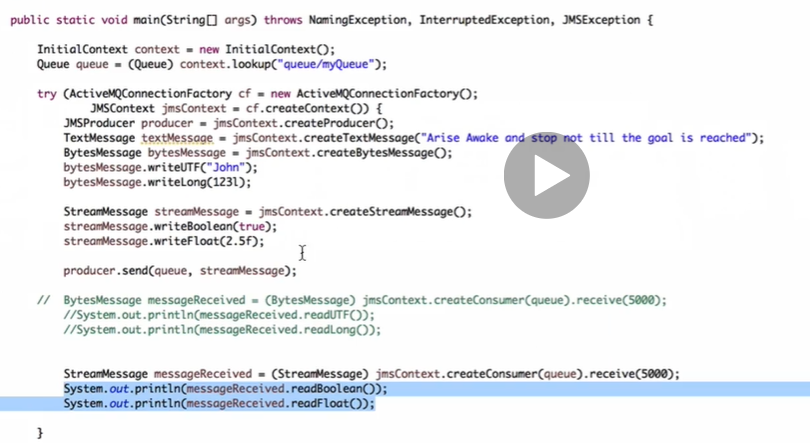 public static void main(String[] args) throws NamingException, InterruptedException, JMSException {
InitialContext context = new InitialContext();
Queue queue = (Queue) context.lookup("queue/myQueue");
try (ActiveMQConnectionFactory cf = new ActiveMQConnectionFactory();
JMSContext jmsContext = cf.createContext()) {
JMSProducer producer = jmsContext.createProducer();
TextMessage textMessage = jmsContext.createTextMessage("Arise Awake and stop not till the goal is reached");
BytesMessage bytesMessage = jmsContext.createBytesMessage();
bytesMessage.writeUTF("John");
bytesMessage.writeLong(123l);
StreamMessage streamMessage = jmsContext.createStreamMessage();
streamMessage.writeBoolean(true);
streamMessage.writeFloat(2.5f);
producer.send(queue, streamMessage);
// BytesMessage messageReceived = (BytesMessage) jmsContext.createConsumer(queue).receive(5000);
//System.out.println(messageReceived.readUTF());
//System.out.println(messageReceived.readLong());
StreamMessage messageReceived = (StreamMessage) jmsContext.createConsumer(queue).receive(5000);
System.out.println(messageReceived.readBoolean());
System.out.println(messageReceived.readFloat());
}